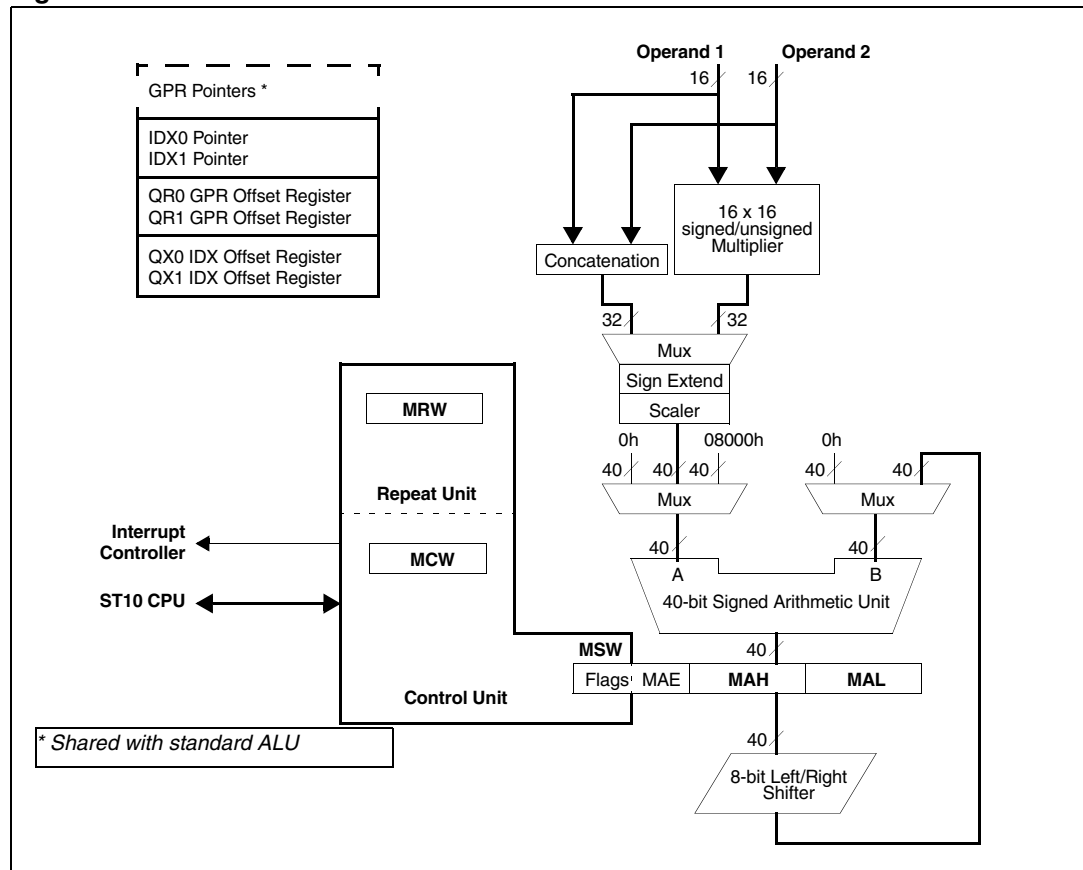 Operand 1
Operand 2
16
16
GPR Pointers *
IDX0 Pointer
IDX1 Pointer
QR0 GPR Offset Register
QR1 GPR Offset Register
QX0 IDX Offset Register
QX1 IDX Offset Register
16 x 16
signed/unsigned
Multiplier
Concatenation
32
32
Mux
Sign Extend
Scaler
MRW
0h
08000h
0h
40
40
40
40
40
Repeat Unit
Mux
Mux
Interrupt
Controller
MCW
40
40
A
B
ST10 CPU
40-bit Signed Arithmetic Unit
MSW
40
Flags
MAE
MAH
MAL
Control Unit
* Shared with standard ALU
40
8-bit Left/Right
Shifter